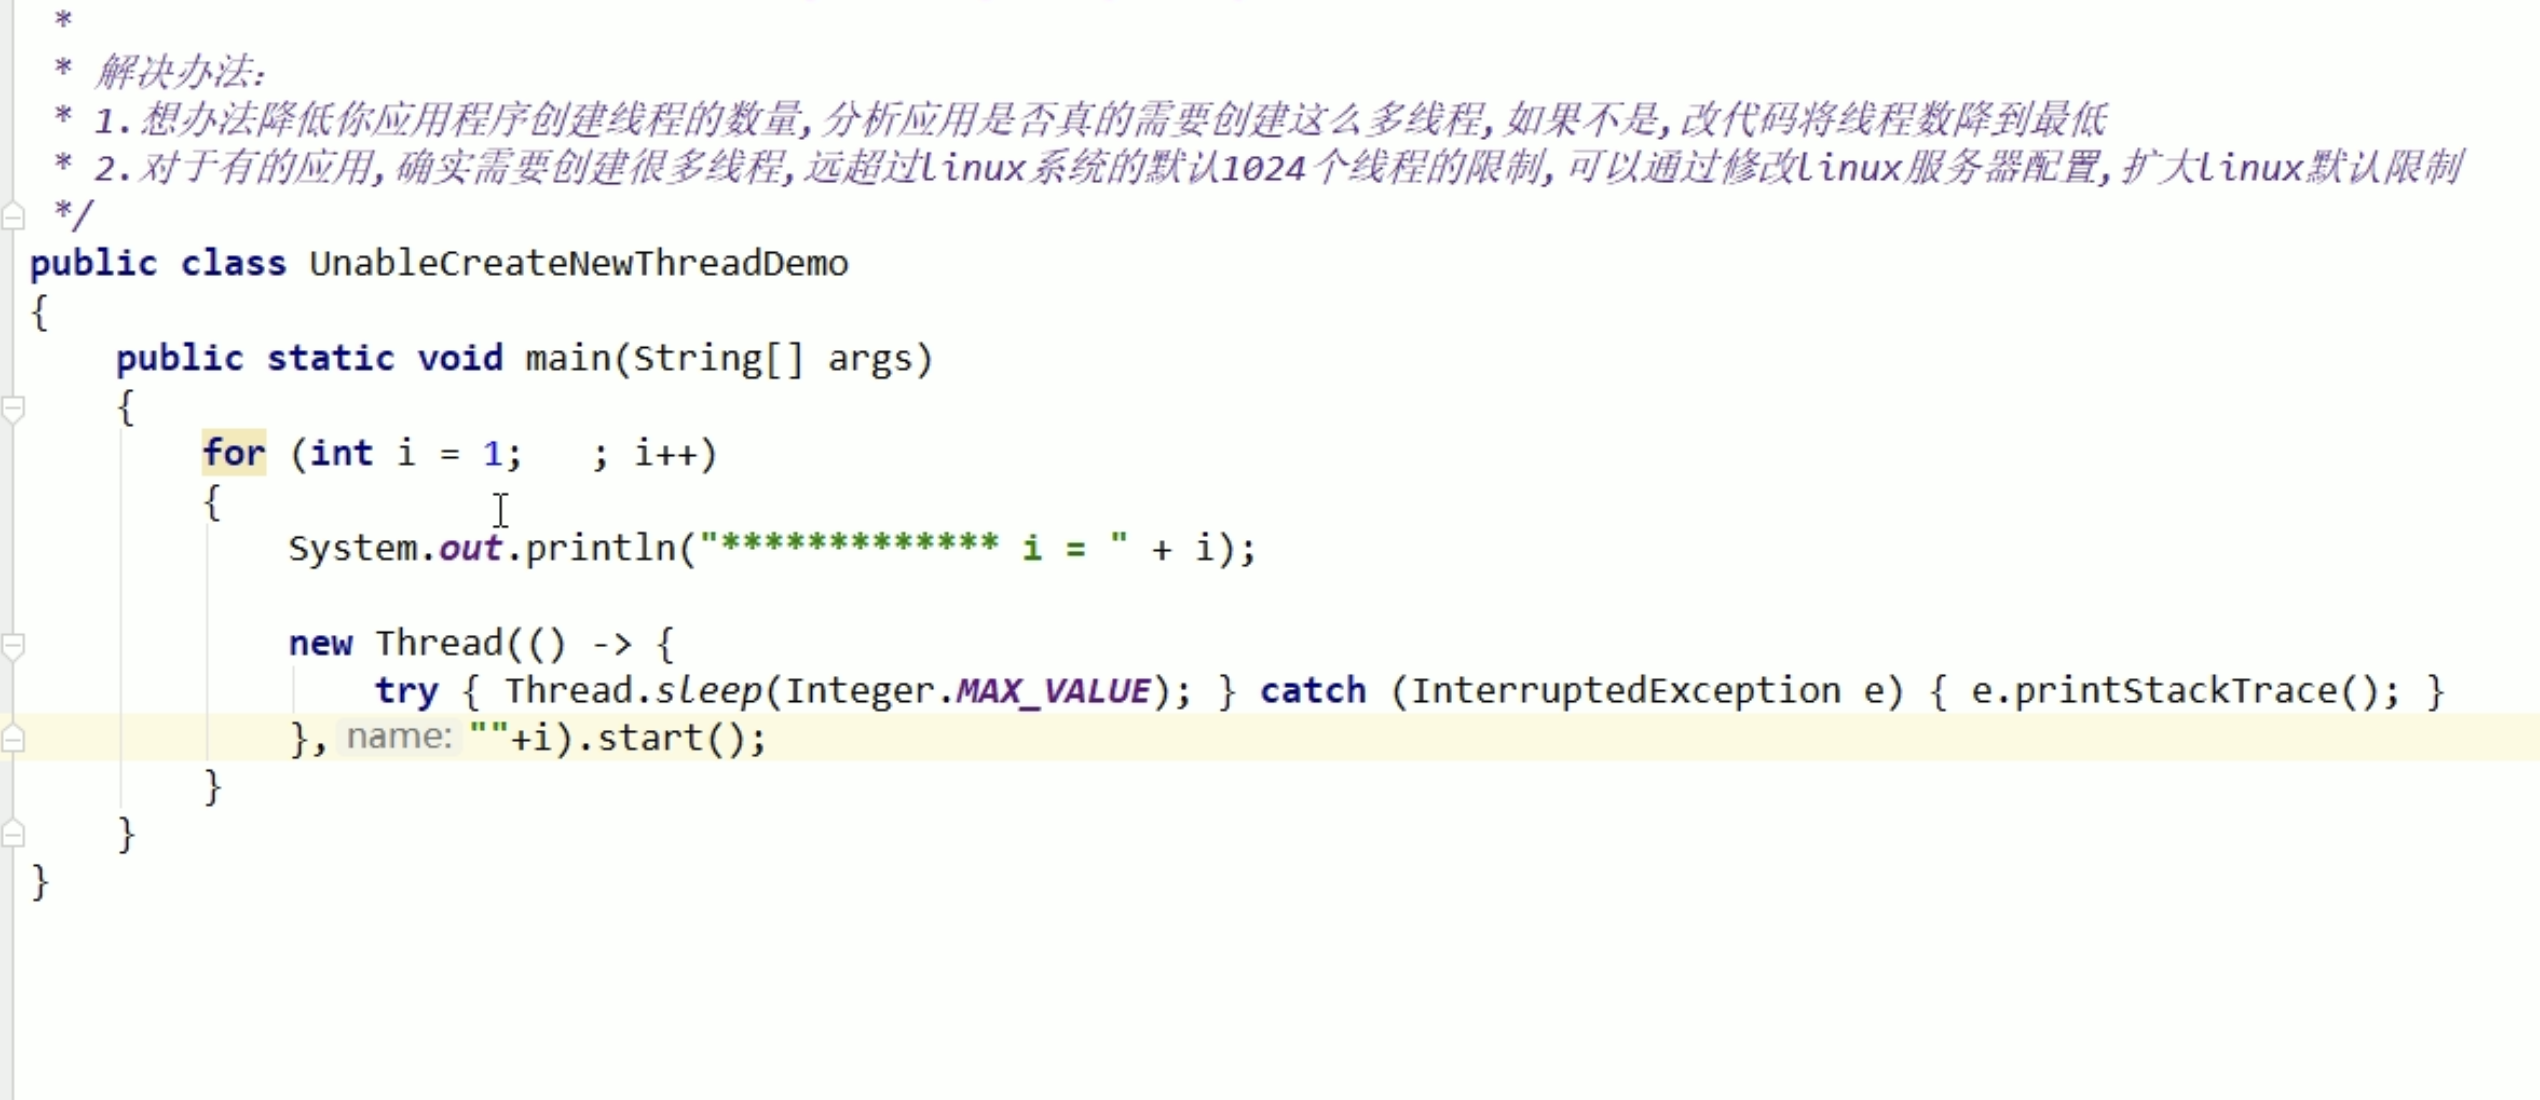 *
* 解决办法:
* 1.想办法降低你应用程序创建线程的数量,分析应用是否真的需要创建这么多线程,如果不是,改代码将线程数降到最低
* 2.对于有的应用,确实需要创建很多线程,远超过linux系统的默认1024个线程的限制,可以通过修改linux服务器配置,扩大linux默认限制
*/
public class UnableCreateNewThreadDemo
{
public static void main(String[] args)
{
for (int i = 1;   ; i++)
{
System.out.println("************* i = " + i);
new Thread(() -> {
try { Thread.sleep(Integer.MAX_VALUE); } catch (InterruptedException e) { e.printStackTrace(); }
}, name: ""+i).start();
}
}
}